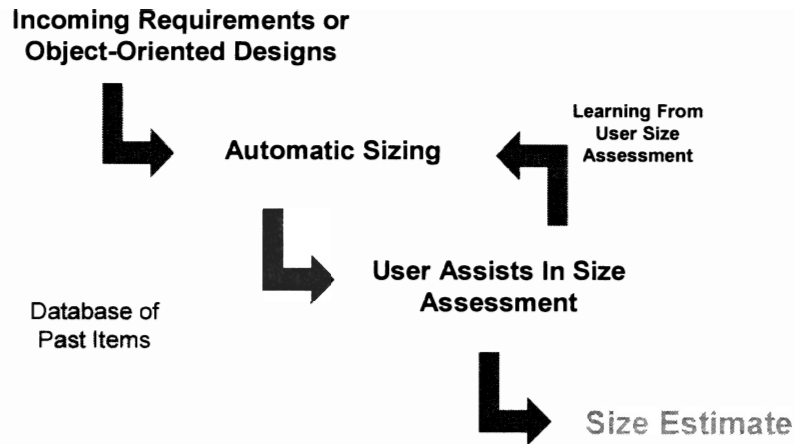 Incoming Requirements or
Object-Oriented Designs
Learning From
User Size
Assessment
Automatic Sizing
User Assists In Size
Assessment
Database of
Past Items
Size Estimate